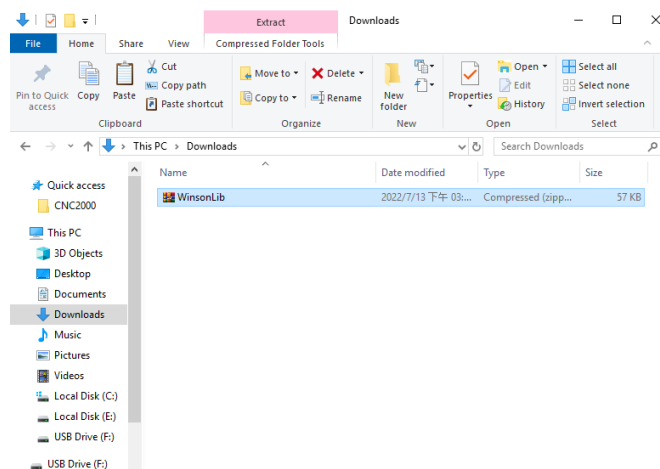 Extract
Downloads
File
Home
Share
View
Compressed Folder Tools
Pin to Quick access
Copy
Paste
Cut
Copy path
Paste shortcut
Clipboard
Move to
Copy to
Delete
Rename
Organize
New folder
New
Properties
Open
Edit
History
Open
Select all
Select none
Invert selection
Select
This PC > Downloads
Search Downloads
Name
Date modified
Type
Size
WinsonLib
2022/7/13 下午 03:...
Compressed (zipp...
57 KB
Quick access
CNC2000
This PC
3D Objects
Desktop
Documents
Downloads
Music
Pictures
Videos
Local Disk (C:)
Local Disk (E:)
USB Drive (F:)
USB Drive (F:)